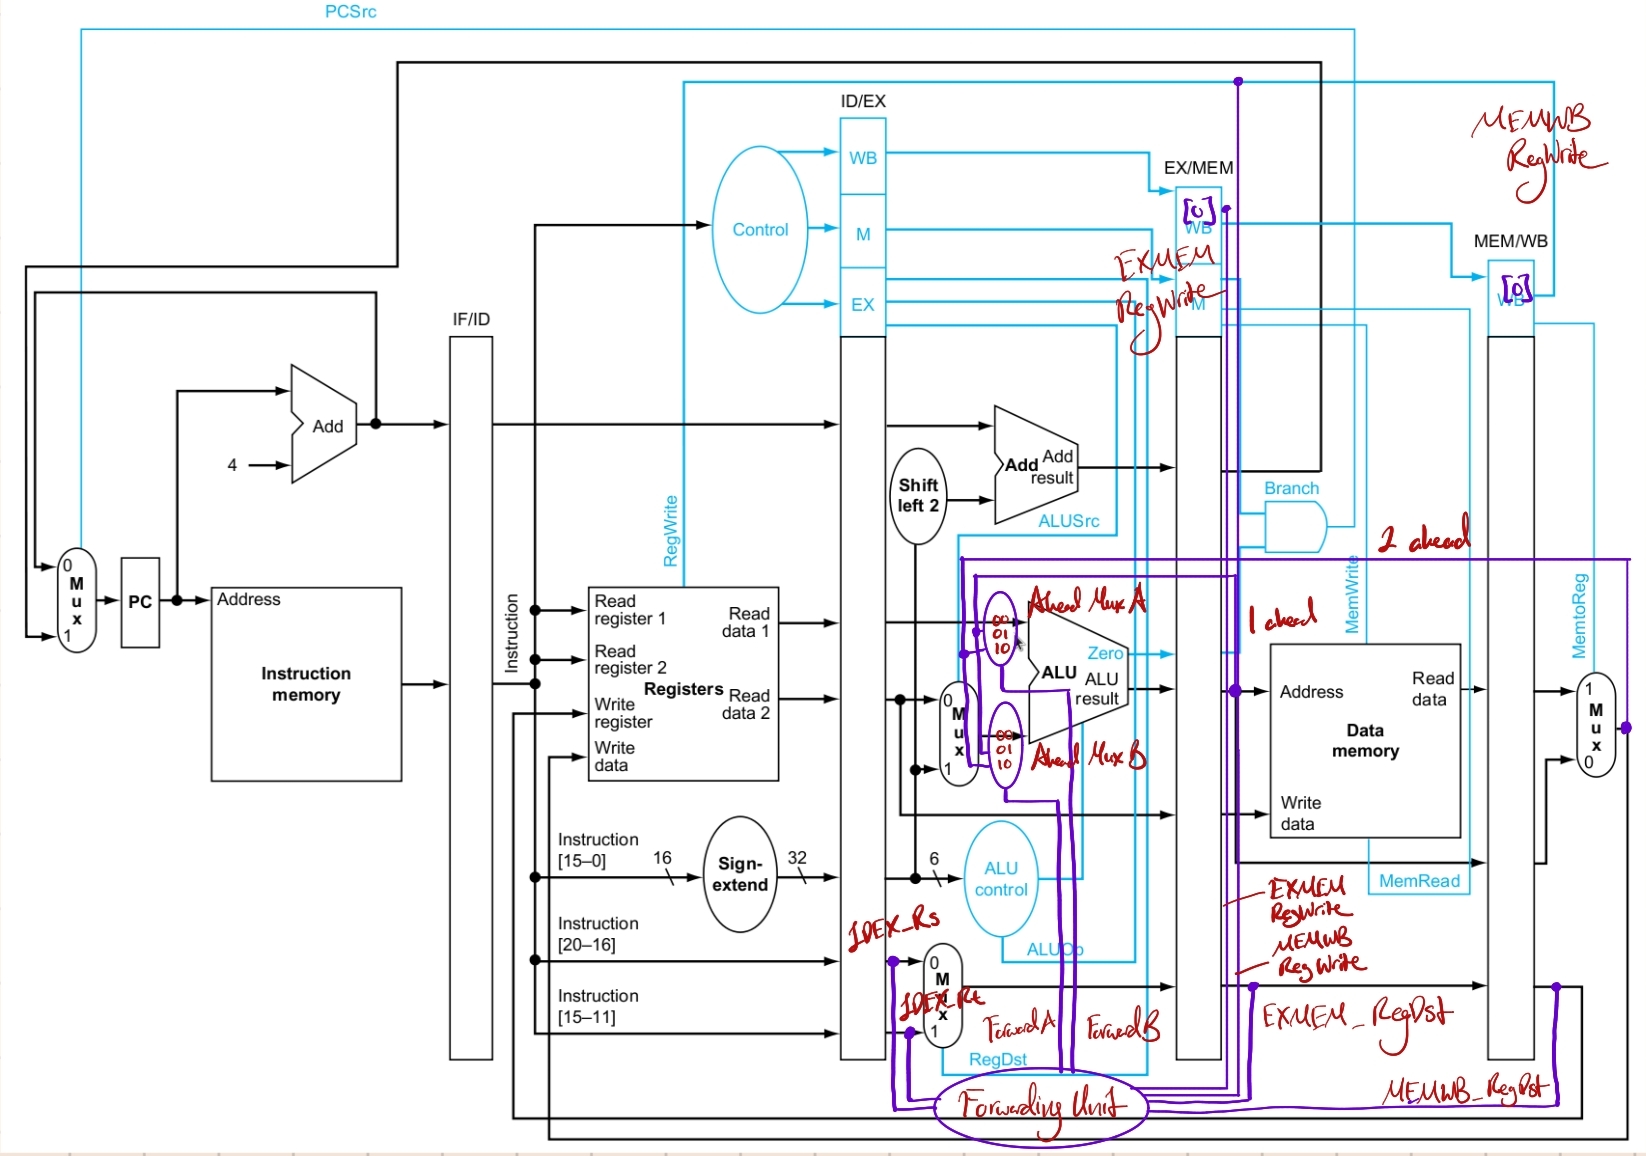 PCSrc
ID/EX
MEMWB
RegWrite
WB
EX/MEM
Control
[0]
WB
M
MEM/WB
EXMEM
RegWrite
M
[0]
WB
EX
IF/ID
Add
4
Shift
left 2
Add
Add
result
ALUSrc
Branch
2 ahead
RegWrite
MemWrite
MemtoReg
0
M
u
x
1
PC
Address
Instruction
memory
Instruction
Read
register 1
Read
register 2
Write
register
Write
data
Registers
Read
data 1
Read
data 2
0
M
u
x
1
00
01
10
Ahead Mux A
Zero
ALU
ALU
result
00
01
10
Ahead Mux B
1 ahead
Address
Read
data
Data
memory
Write
data
1
M
u
x
0
Instruction
[15–0]
16
Sign-
extend
32
6
ALU
control
MemRead
EXMEM
RegWrite
MEMWB
RegWrite
IDEX_Rs
Instruction
[20–16]
ALUOp
0
M
u
x
1
IDEX_Rt
Instruction
[15–11]
ForwardA
ForwardB
EXMEM_RegDst
RegDst
MEMWB_RegDst
Forwarding Unit